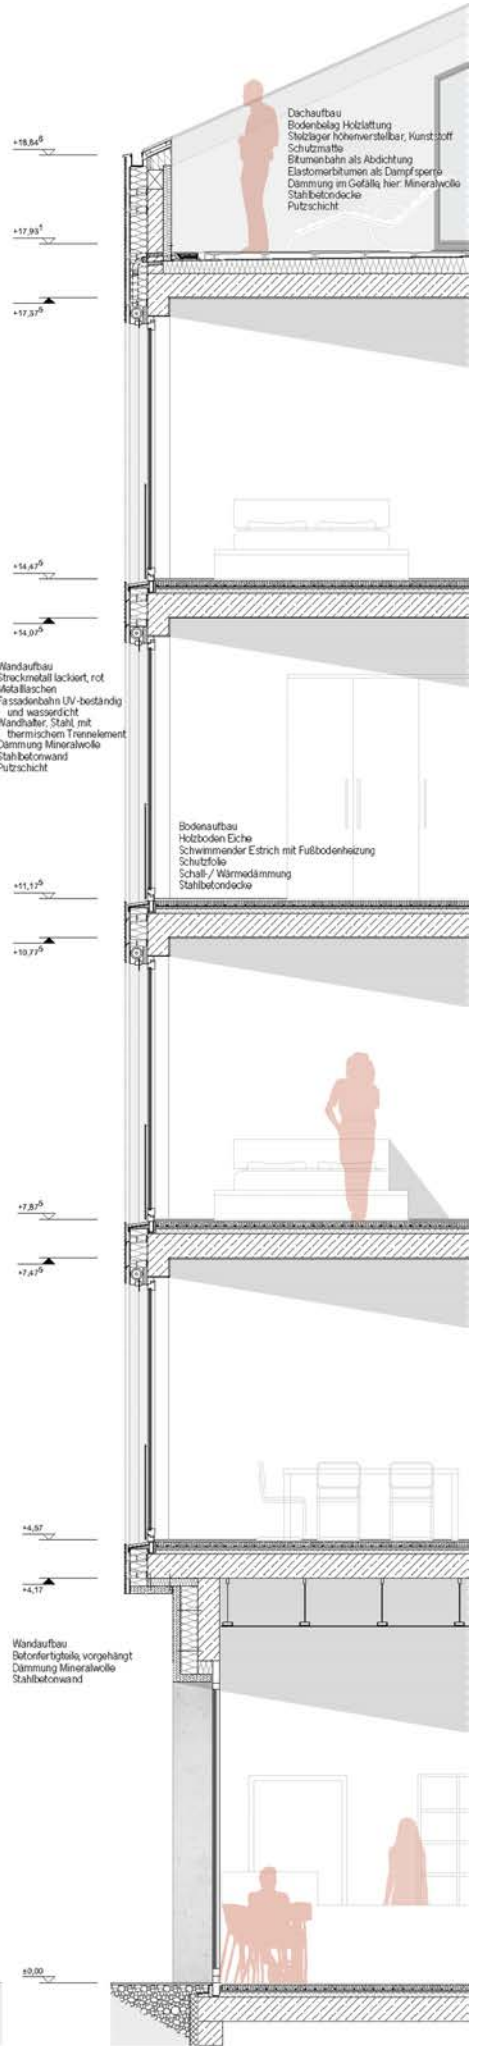 Dachaufbau
Bodenbelag Holzlattung
Stelzlager höhenverstellbar, Kunststoff
Schutzmatte
Bitumenbahn als Abdichtung
Elastomerbitumen als Dampfsperre
Dämmung im Gefälle, hier: Mineralwolle
Stahlbetondecke
Putzschicht
+18,64⁵
+17,93¹
+17,37⁵
+14,47⁵
+14,07⁵
Wandaufbau
Streckmetall lackiert, rot
Metalllaschen
Fassadenbahn UV-beständig
und wasserdicht
Wandhalter, Stahl, mit
thermischem Trennelement
Dämmung Mineralwolle
Stahlbetonwand
Putzschicht
Bodenaufbau
Holzboden Eiche
Schwimmender Estrich mit Fußbodenheizung
Schutzfolie
Schall-/ Wärmedämmung
Stahlbetondecke
+11,17⁵
+10,77⁵
+7,87⁵
+7,47⁵
+4,57
+4,17
Wandaufbau
Betonfertigteile, vorgehängt
Dämmung Mineralwolle
Stahlbetonwand
±0,00